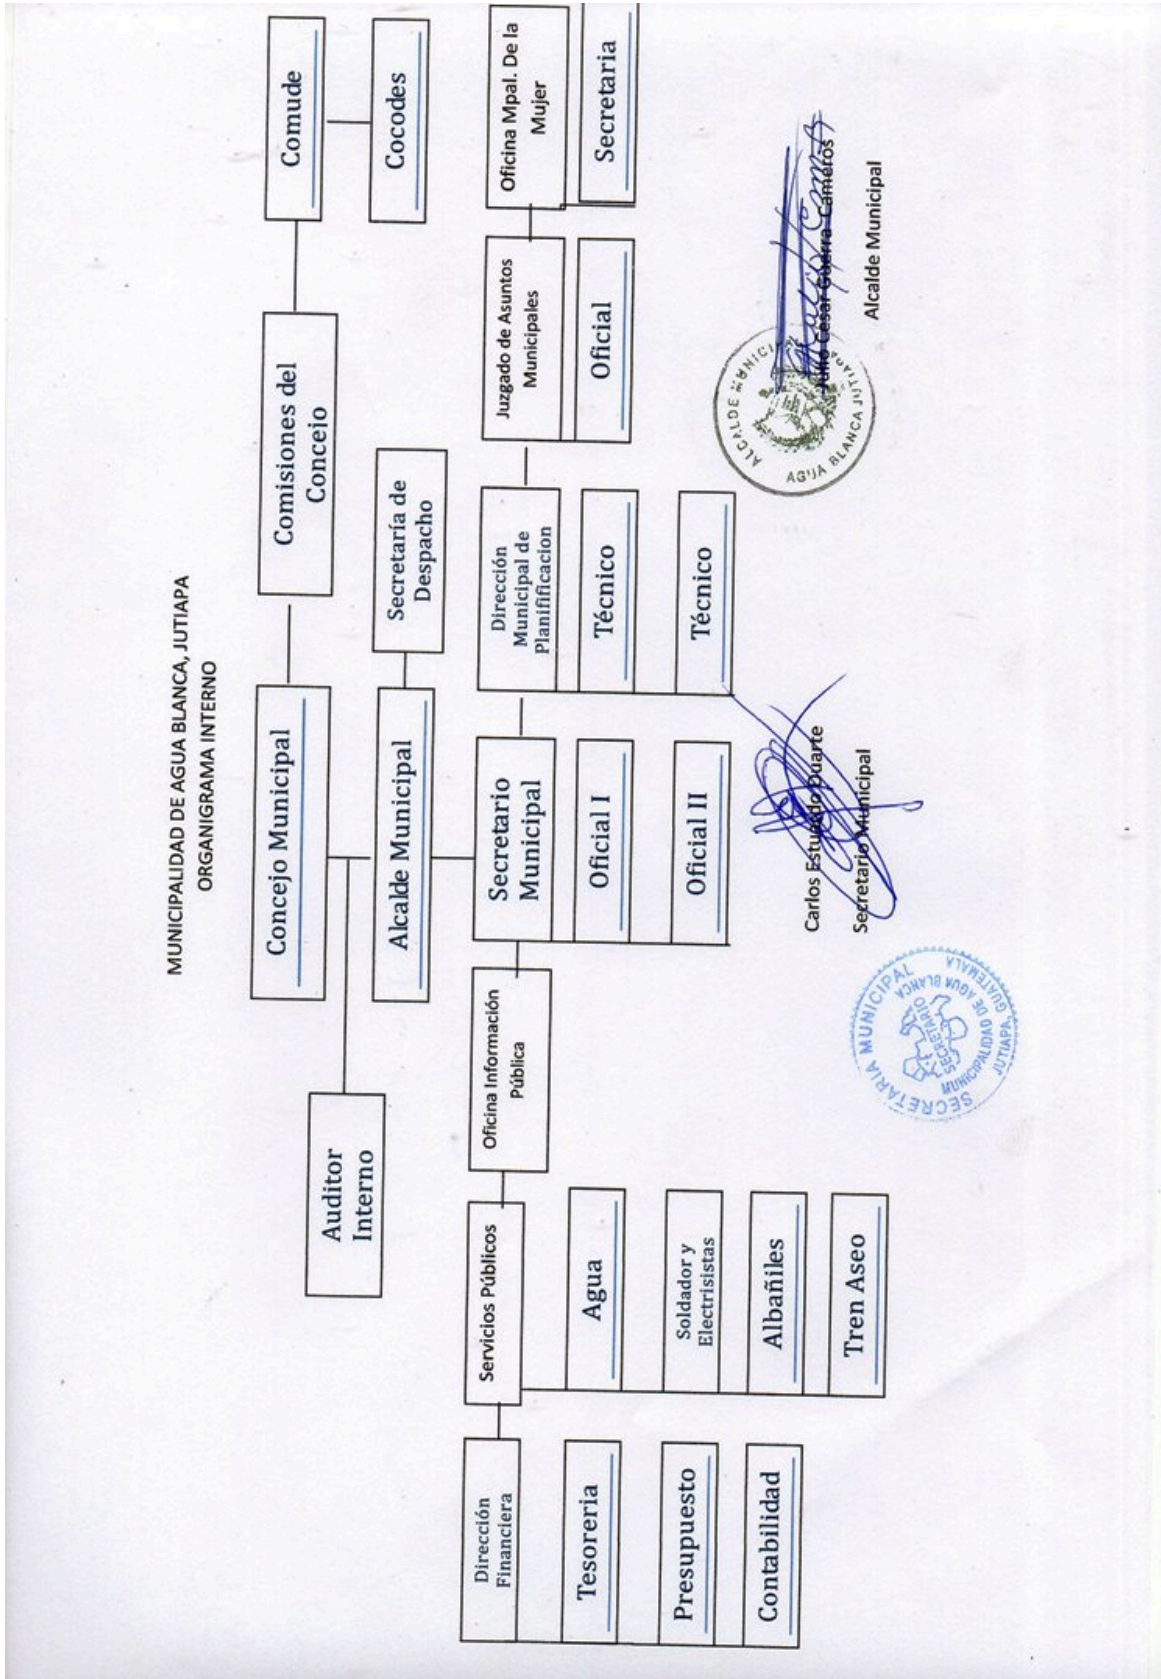 MUNICIPALIDAD DE AGUA BLANCA, JUTIAPA
ORGANIGRAMA INTERNO
Concejo Municipal
Comisiones del
Concejo
Comude
Auditor
Interno
Alcalde Municipal
Secretaría de
Despacho
Cocodes
Dirección
Financiera
Servicios Públicos
Oficina Información
Pública
Secretario
Municipal
Dirección
Municipal de
Planifificacion
Juzgado de Asuntos
Municipales
Oficina Mpal. De la
Mujer
Tesoreria
Agua
Oficial I
Técnico
Oficial
Secretaria
Presupuesto
Soldador y
Electrisistas
Oficial II
Técnico
Contabilidad
Albañiles
Tren Aseo
Carlos Estuardo Duarte
Secretario Municipal
Julio Cesar Guerra Cameros
Alcalde Municipal
SECRETARIA MUNICIPAL
SECRETARIO
MUNICIPALIDAD DE AGUA BLANCA
JUTIAPA, GUATEMALA
ALCALDE MUNICIPAL
AGUA BLANCA JUTIAPA